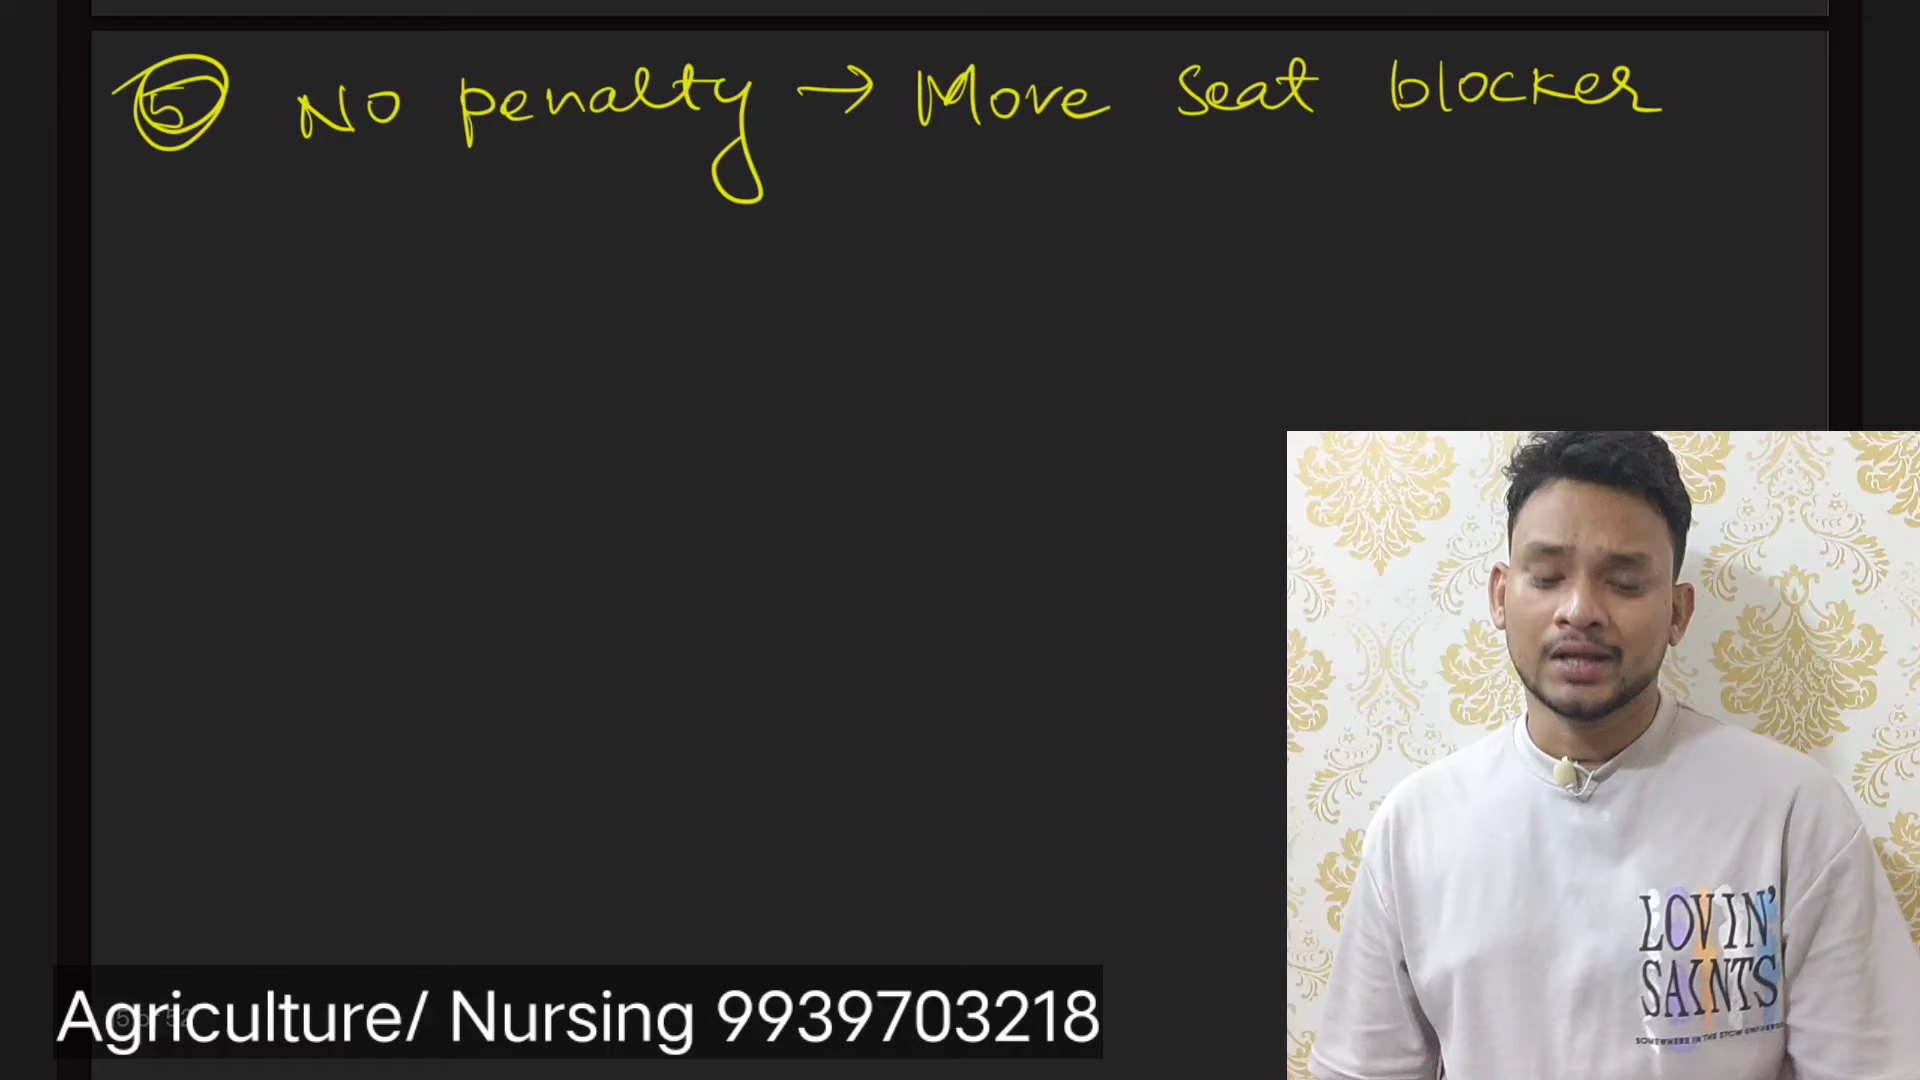 5 No penalty → Move seat blocker
LOVIN'
SAINTS
Agriculture/ Nursing 9939703218